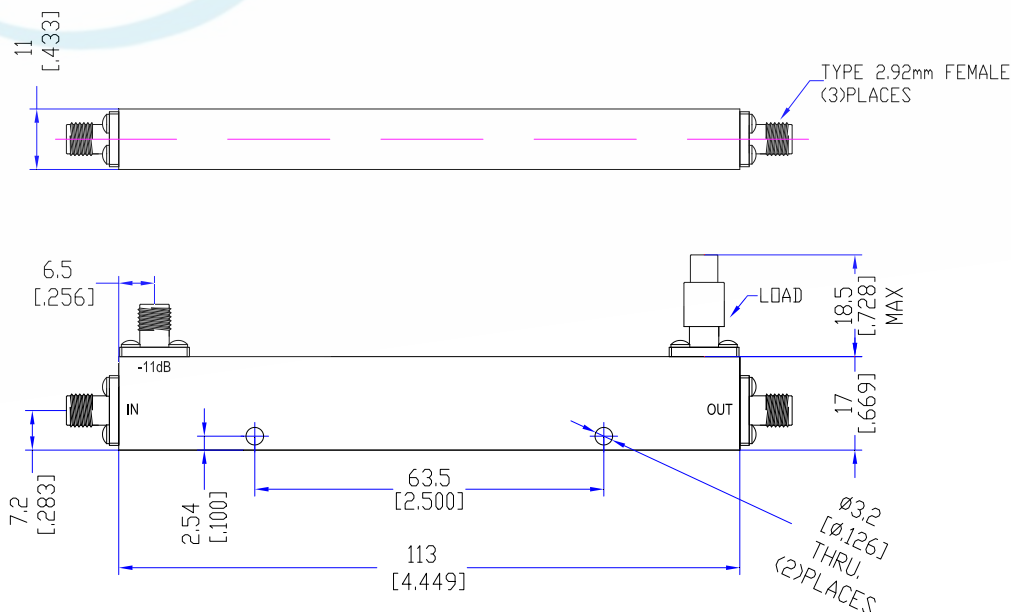 11
[.433]
TYPE 2.92mm FEMALE
(3)PLACES
6.5
[.256]
LOAD
18.5
[.728]
MAX
-11dB
IN
OUT
17
[.669]
7.2
[.283]
2.54
[.100]
63.5
[2.500]
Ø3.2
[Ø.126]
THRU.
(2)PLACES
113
[4.449]